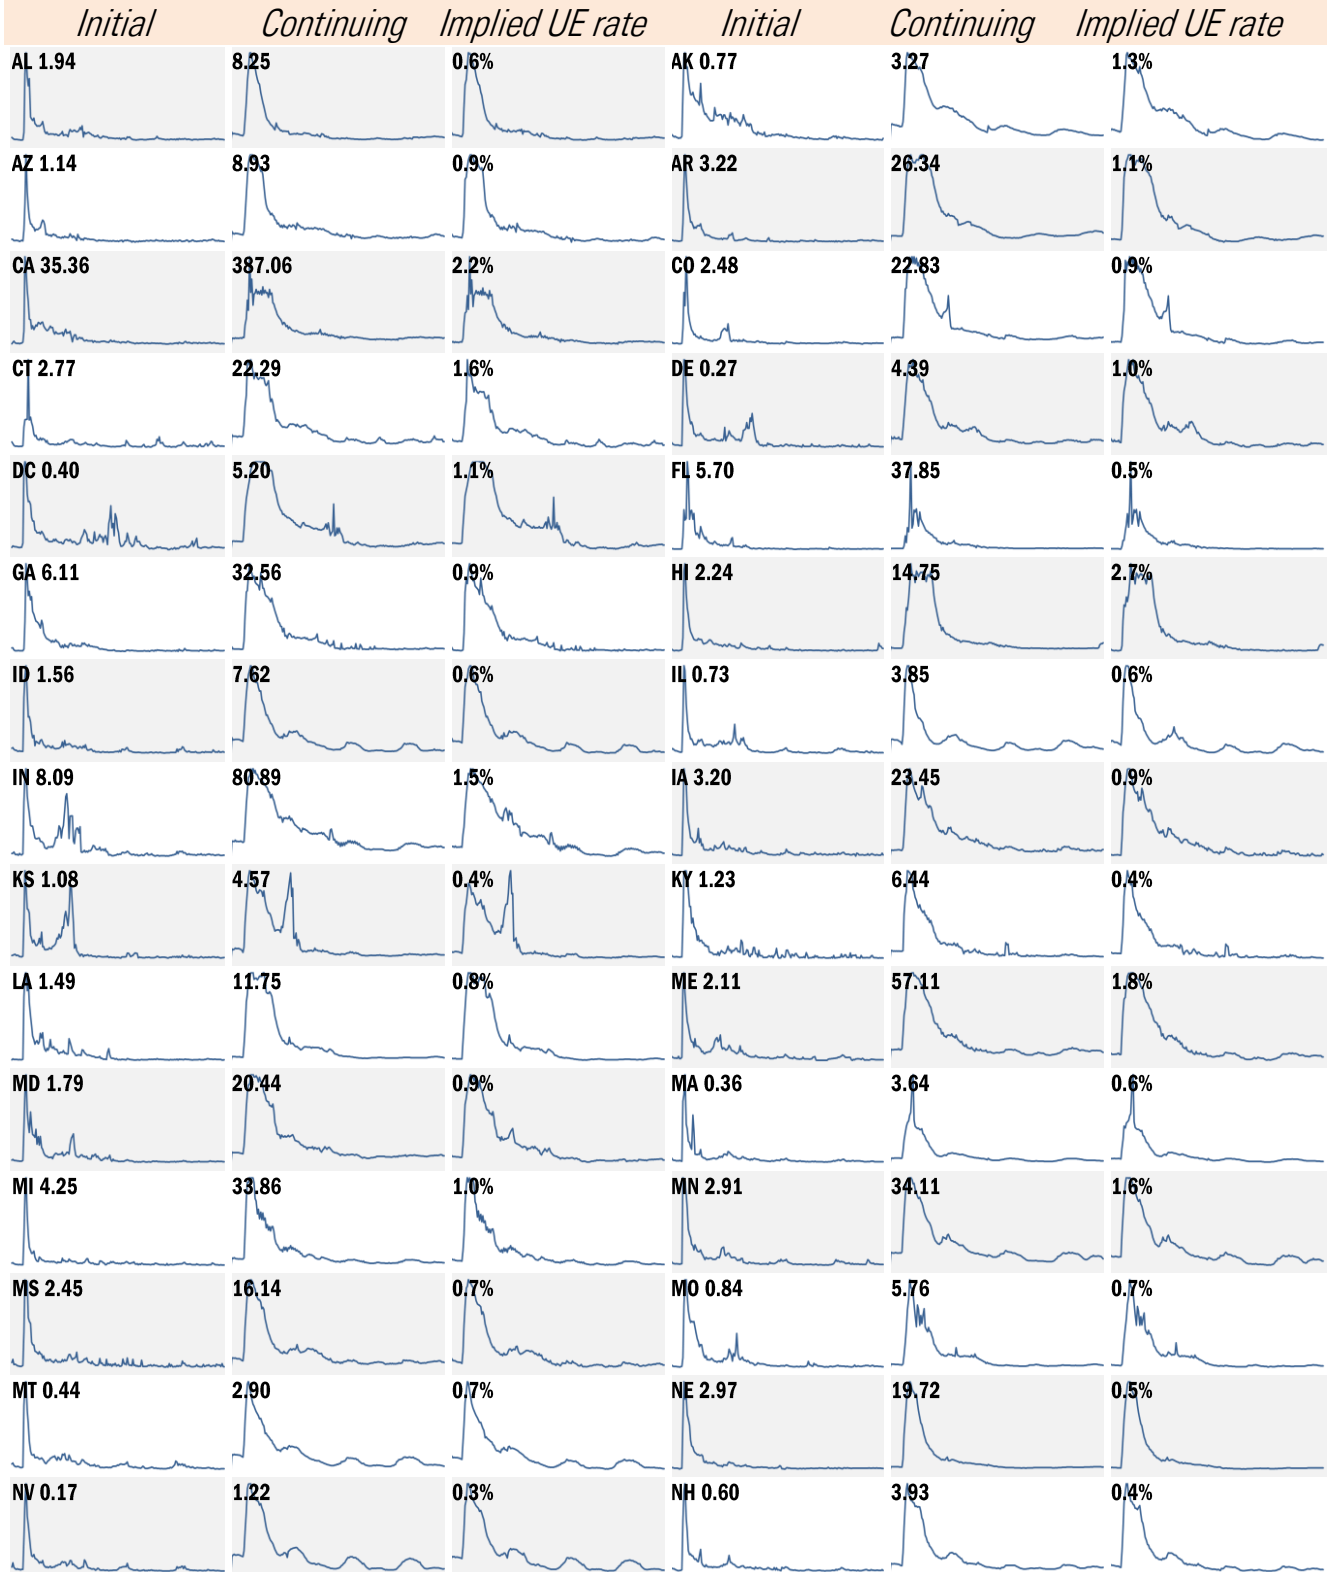 Initial Continuing Implied UE rate Initial Continuing Implied UE rate
AL 1.94 8.25 0.6% AK 0.77 3.27 1.3%
AZ 1.14 8.93 0.9% AR 3.22 26.34 1.1%
CA 35.36 387.06 2.2% CO 2.48 22.83 0.9%
CT 2.77 22.29 1.6% DE 0.27 4.39 1.0%
DC 0.40 5.20 1.1% FL 5.70 37.85 0.5%
GA 6.11 32.56 0.9% HI 2.24 14.75 2.7%
ID 1.56 7.62 0.6% IL 0.73 3.85 0.6%
IN 8.09 80.89 1.5% IA 3.20 23.45 0.9%
KS 1.08 4.57 0.4% KY 1.23 6.44 0.4%
LA 1.49 11.75 0.8% ME 2.11 57.11 1.8%
MD 1.79 20.44 0.9% MA 0.36 3.64 0.6%
MI 4.25 33.86 1.0% MN 2.91 34.11 1.6%
MS 2.45 16.14 0.7% MO 0.84 5.76 0.7%
MT 0.44 2.90 0.7% NE 2.97 19.72 0.5%
NV 0.17 1.22 0.3% NH 0.60 3.93 0.4%